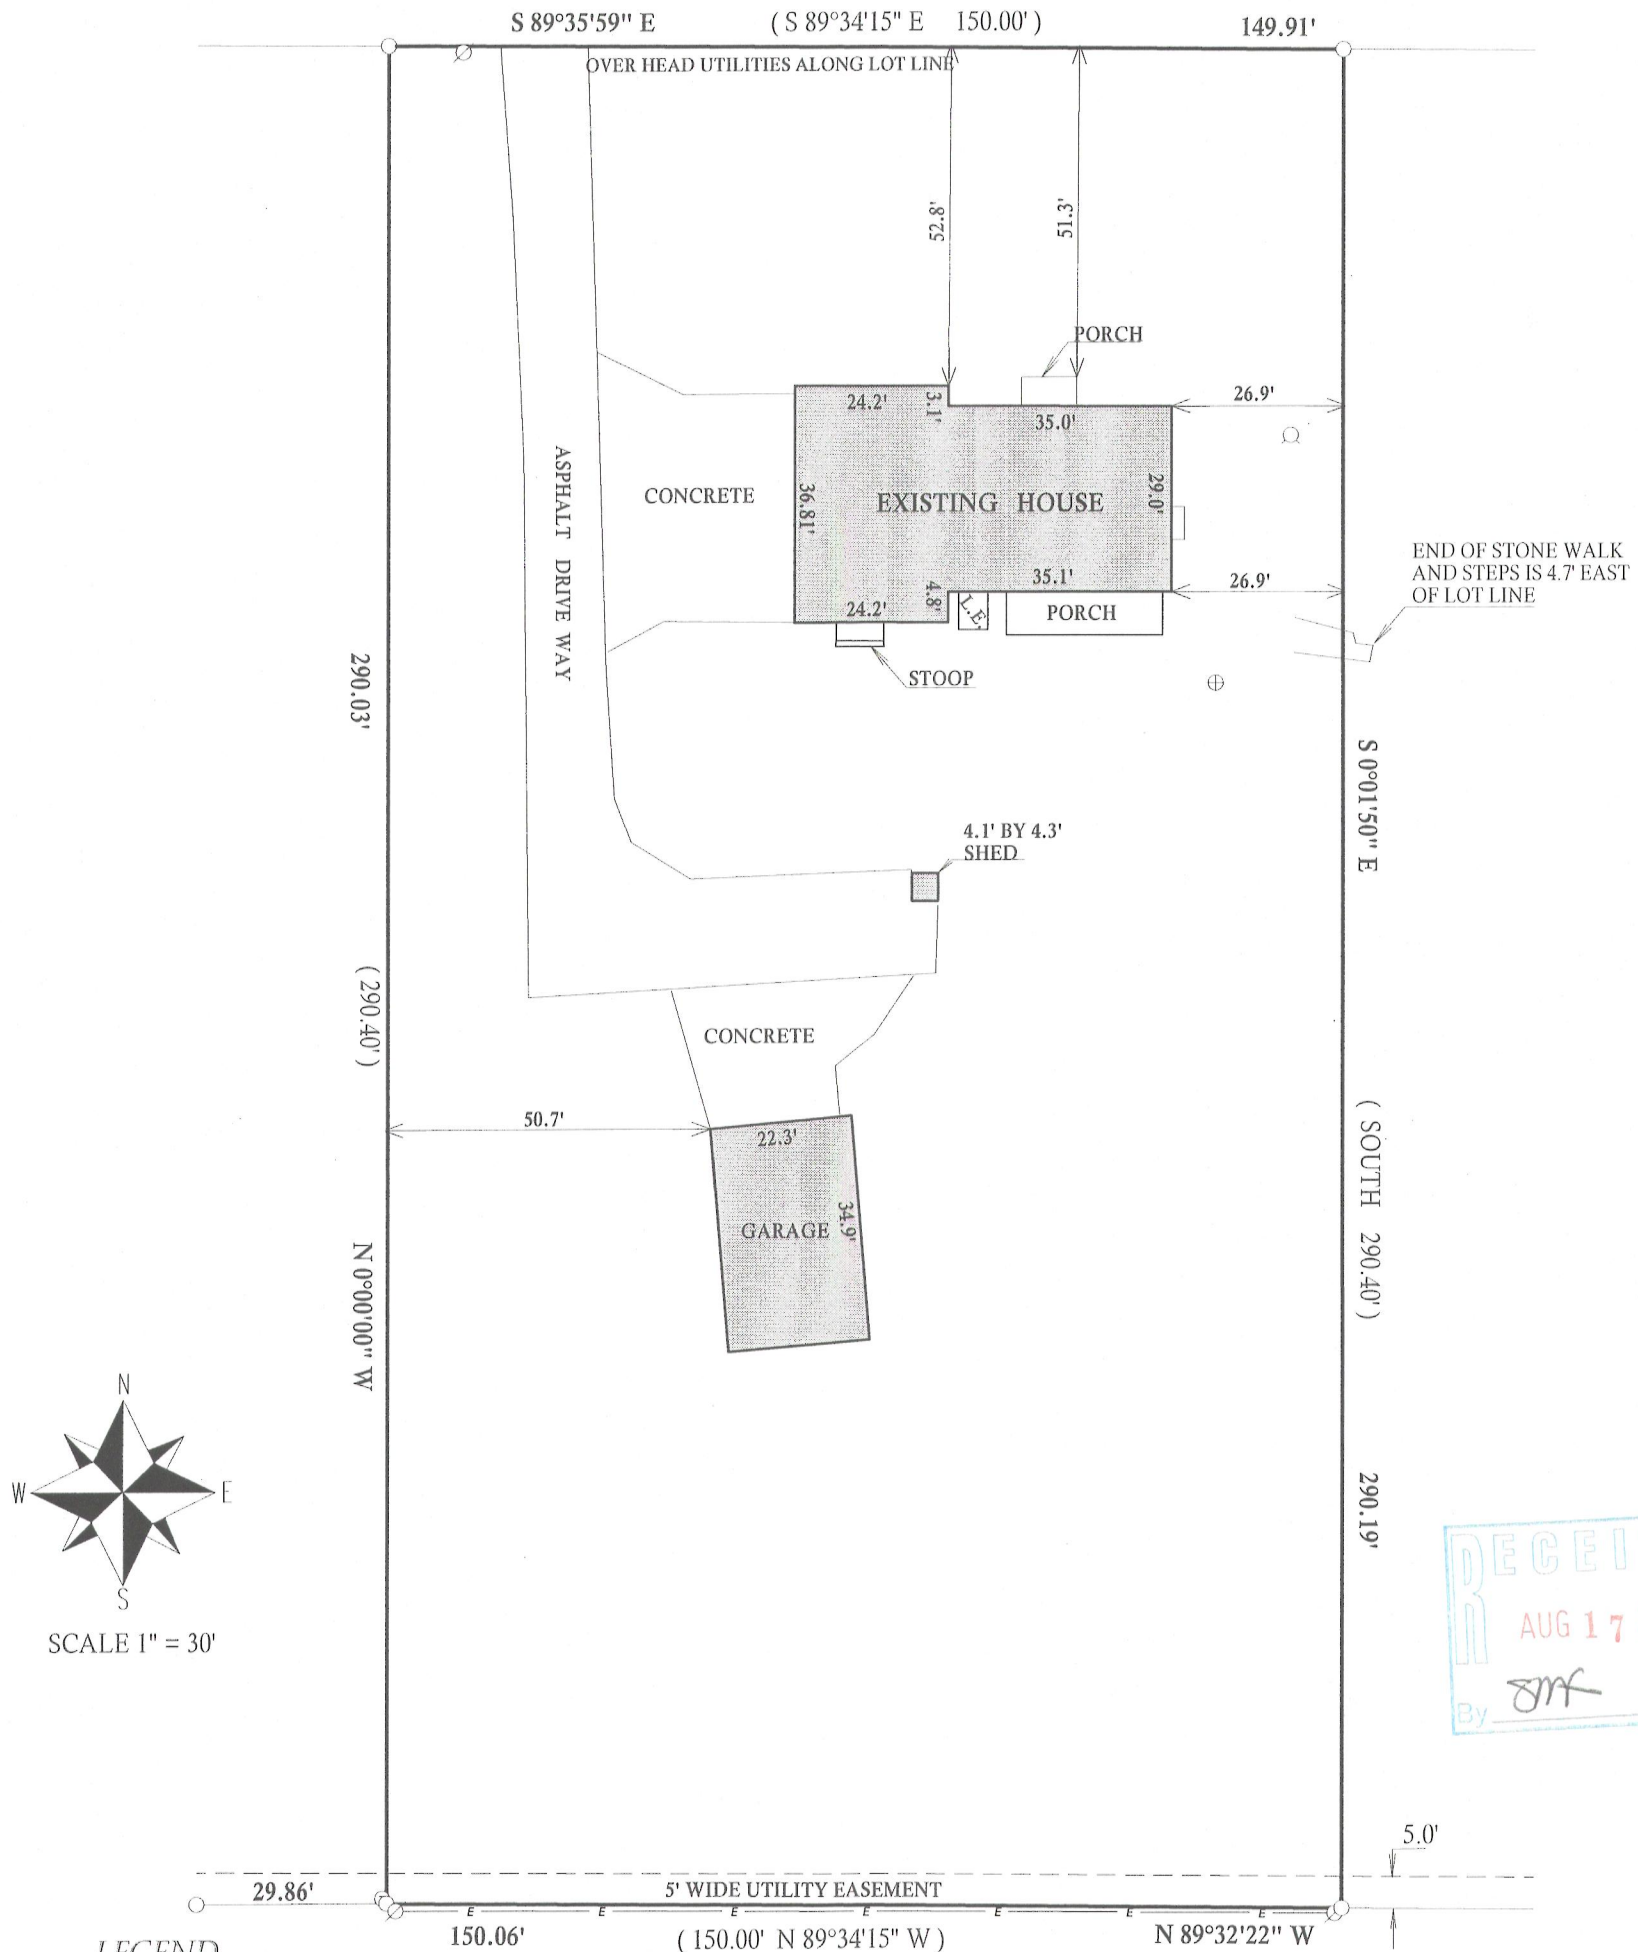 S 89°35'59" E ( S 89°34'15" E 150.00' ) 149.91'
OVER HEAD UTILITIES ALONG LOT LINE
52.8'
51.3'
PORCH
24.2'
3.1'
35.0'
26.9'
ASPHALT DRIVE WAY
CONCRETE
36.81'
EXISTING HOUSE
29.0'
END OF STONE WALK
AND STEPS IS 4.7' EAST
OF LOT LINE
24.2'
4.8'
35.1'
26.9'
L.E.
PORCH
STOOP
290.03'
S 0°01'50" E
4.1' BY 4.3'
SHED
( 290.40' )
CONCRETE
50.7'
22.3'
( SOUTH 290.40' )
34.9'
GARAGE
N 0°00'00" W
N
W E
S
SCALE 1" = 30'
290.19'
RECEI
AUG 17
By
5.0'
29.86'
5' WIDE UTILITY EASEMENT
E E E E E E E
150.06' ( 150.00' N 89°34'15" W ) N 89°32'22" W
LEGEND